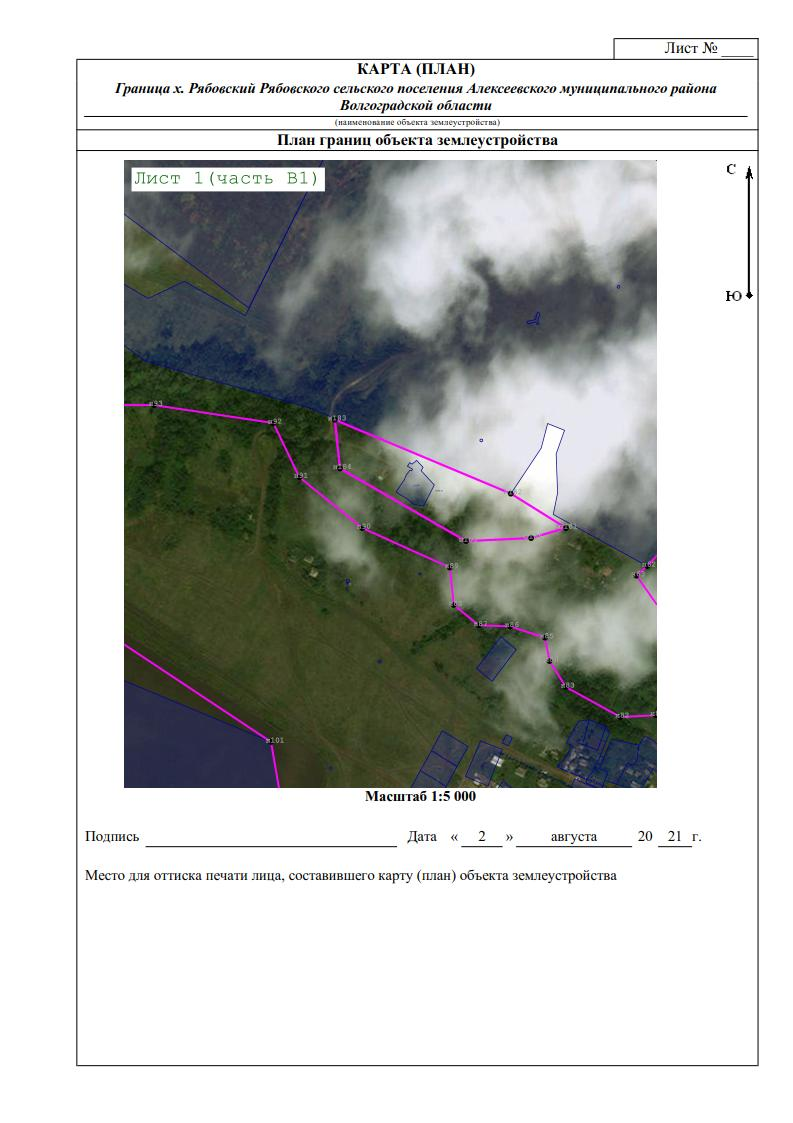 Лист № ____
КАРТА (ПЛАН)
Граница х. Рябовский Рябовского сельского поселения Алексеевского муниципального района
Волгоградской области
(наименование объекта землеустройства)
План границ объекта землеустройства
Лист 1(часть В1)
С
Ю
н93
н92
н103
н91
н104
н90
н89
н82
н87
н86
н85
н83
н82
н101
Масштаб 1:5 000
Подпись Дата « 2 » августа 20 21 г.
Место для оттиска печати лица, составившего карту (план) объекта землеустройства